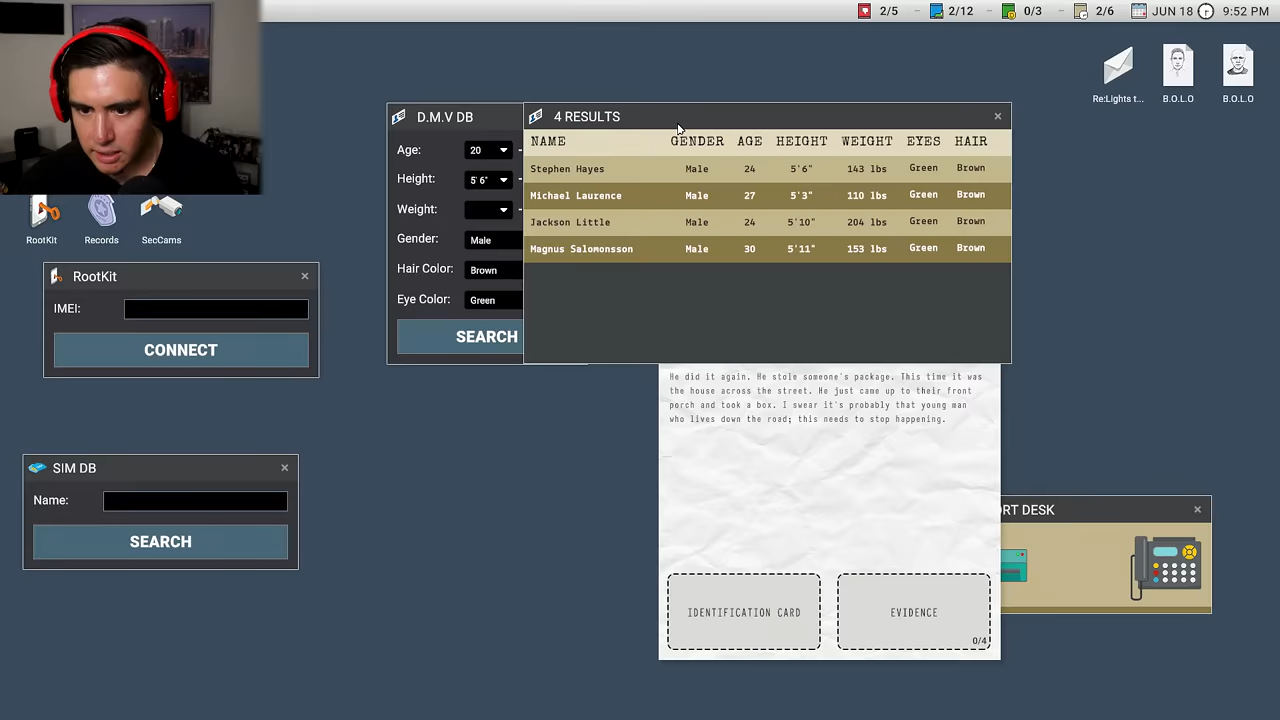 2/5 - 2/12 - 0/3 - 2/6 JUN 18 9:52 PM
Re:Lights t...
B.O.L.O
B.O.L.O
RootKit
Records
SecCams
RootKit ×
IMEI:
CONNECT
SIM DB ×
Name:
SEARCH
D.M.V DB
Age: 20 -
Height: 5' 6" -
Weight: -
Gender: Male
Hair Color: Brown
Eye Color: Green
SEARCH
4 RESULTS ×
NAME GENDER AGE HEIGHT WEIGHT EYES HAIR
Stephen Hayes Male 24 5'6" 143 lbs Green Brown
Michael Laurence Male 27 5'3" 110 lbs Green Brown
Jackson Little Male 24 5'10" 204 lbs Green Brown
Magnus Salomonsson Male 30 5'11" 153 lbs Green Brown
He did it again. He stole someone's package. This time it was
the house across the street. He just came up to their front
porch and took a box. I swear it's probably that young man
who lives down the road; this needs to stop happening.
IDENTIFICATION CARD
EVIDENCE
0/4
RT DESK ×